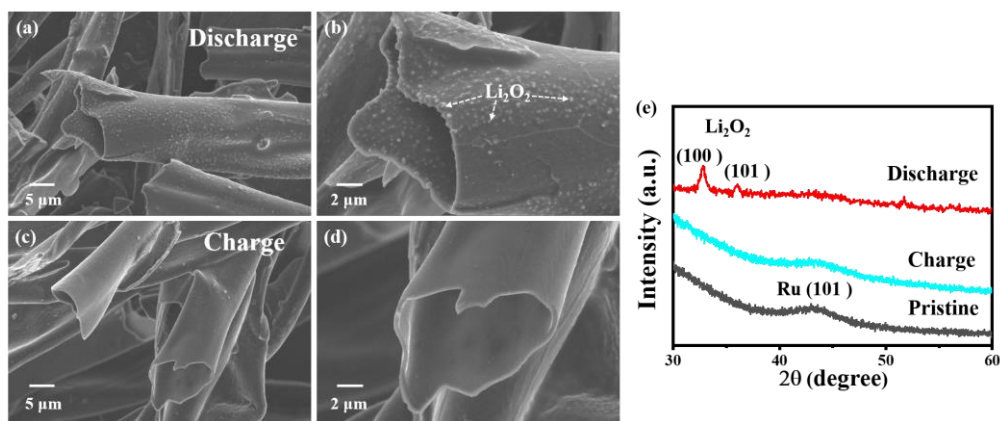 (a)
Discharge
5 μm
(b)
Li₂O₂
2 μm
(c)
Charge
5 μm
(d)
2 μm
(e)
Li₂O₂
(100 )
(101 )
Discharge
Charge
Ru (101 )
Pristine
Intensity (a.u.)
30
40
50
60
2θ (degree)